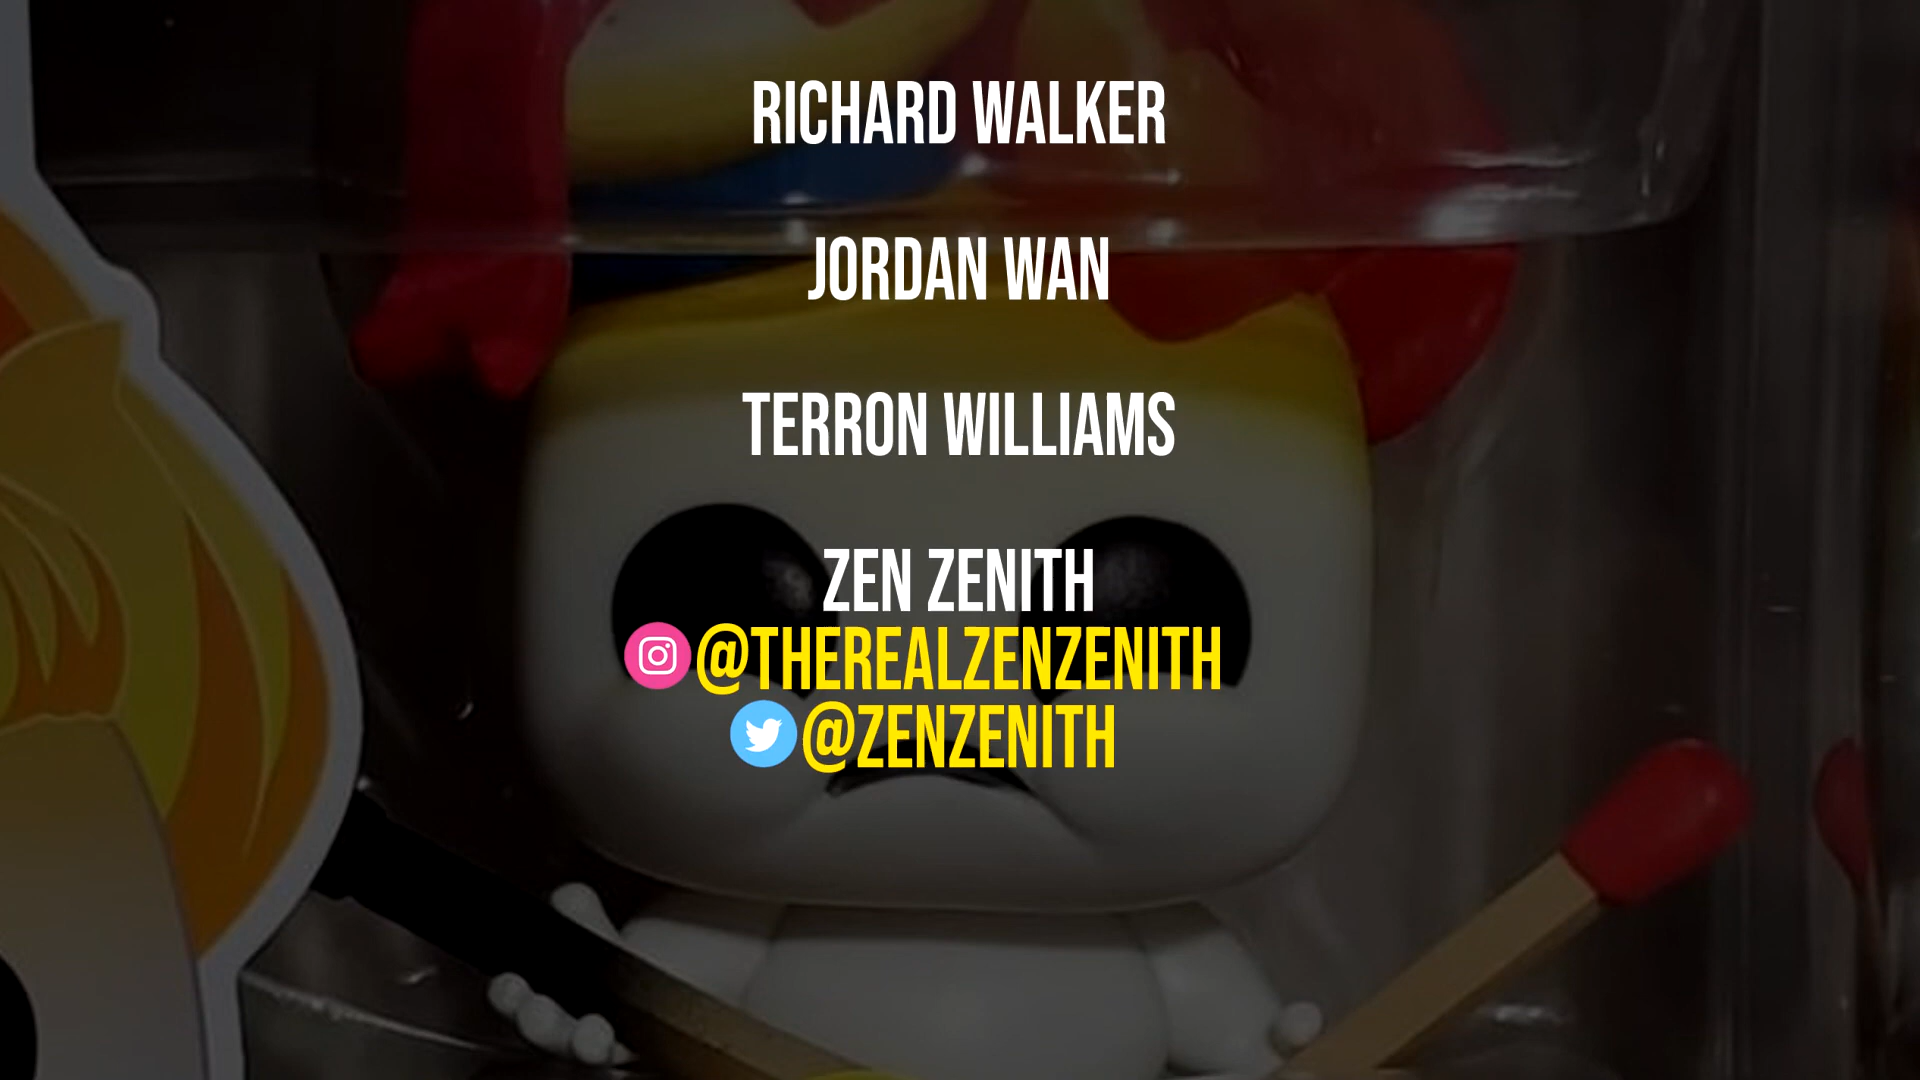 RICHARD WALKER
JORDAN WAN
TERRON WILLIAMS
ZEN ZENITH
@THEREALZENZENITH
@ZENZENITH